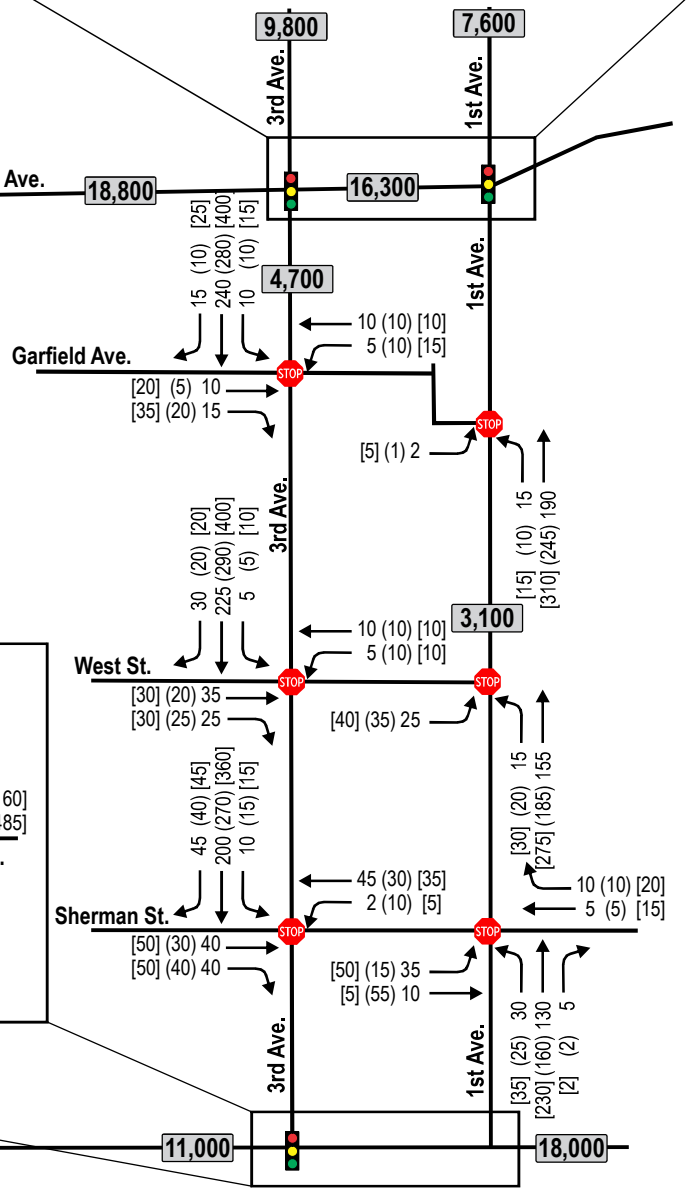 9,800
7,600
3rd Ave.
1st Ave.
Ave.
18,800
16,300
15 (10) [25]
240 (280) [400]
10 (10) [15]
4,700
1st Ave.
10 (10) [10]
5 (10) [15]
Garfield Ave.
STOP
[20] (5) 10
[35] (20) 15
STOP
[5] (1) 2
[15] (10) 15
[310] (245) 190
3rd Ave.
30 (20) [20]
225 (290) [400]
5 (5) [10]
3,100
10 (10) [10]
5 (10) [10]
West St.
STOP
STOP
[30] (20) 35
[30] (25) 25
[40] (35) 25
[30] (20) 15
[275] (185) 155
45 (40) [45]
200 (270) [360]
10 (15) [15]
60]
485]
.
45 (30) [35]
2 (10) [5]
10 (10) [20]
5 (5) [15]
Sherman St.
STOP
STOP
[50] (30) 40
[50] (40) 40
[50] (15) 35
[5] (55) 10
[35] (25) 30
[230] (160) 130
[2] (2) 5
3rd Ave.
1st Ave.
11,000
18,000